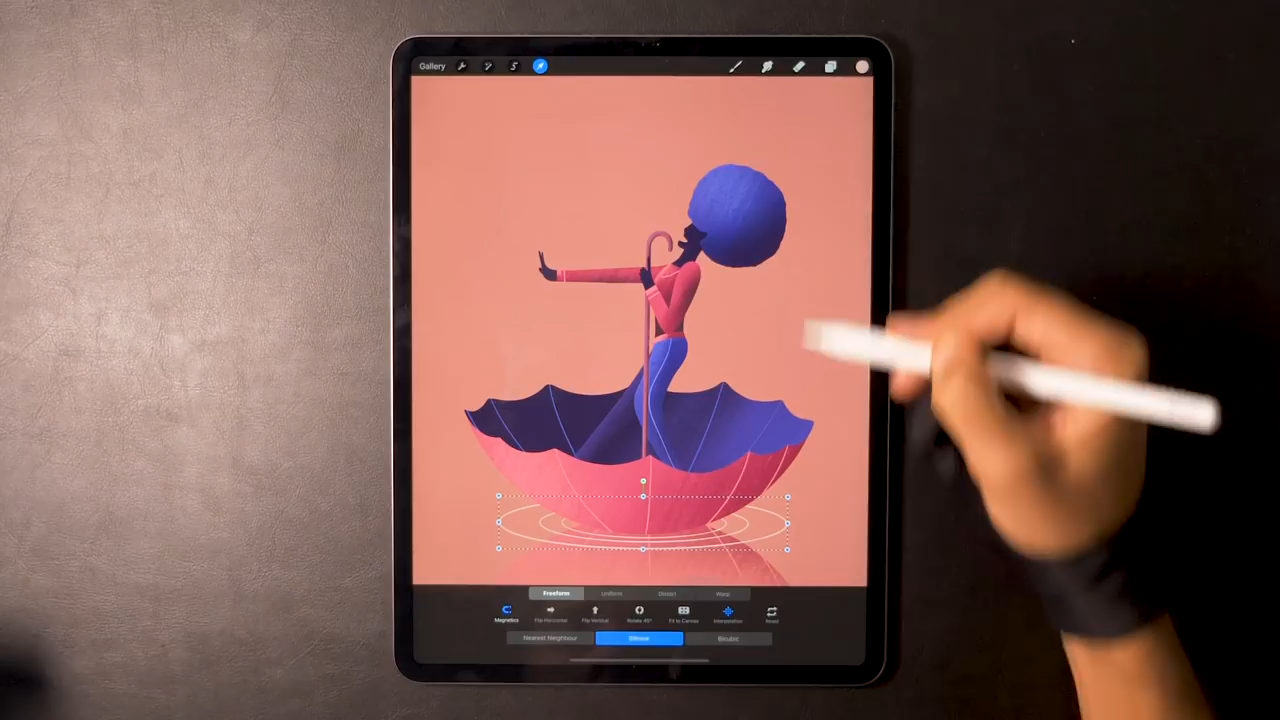 Gallery
Freeform Uniform Distort Warp
Magnetics Flip Horizontal Flip Vertical Rotate 45° Fit to Canvas Interpolation Reset
Nearest Neighbour Bilinear Bicubic